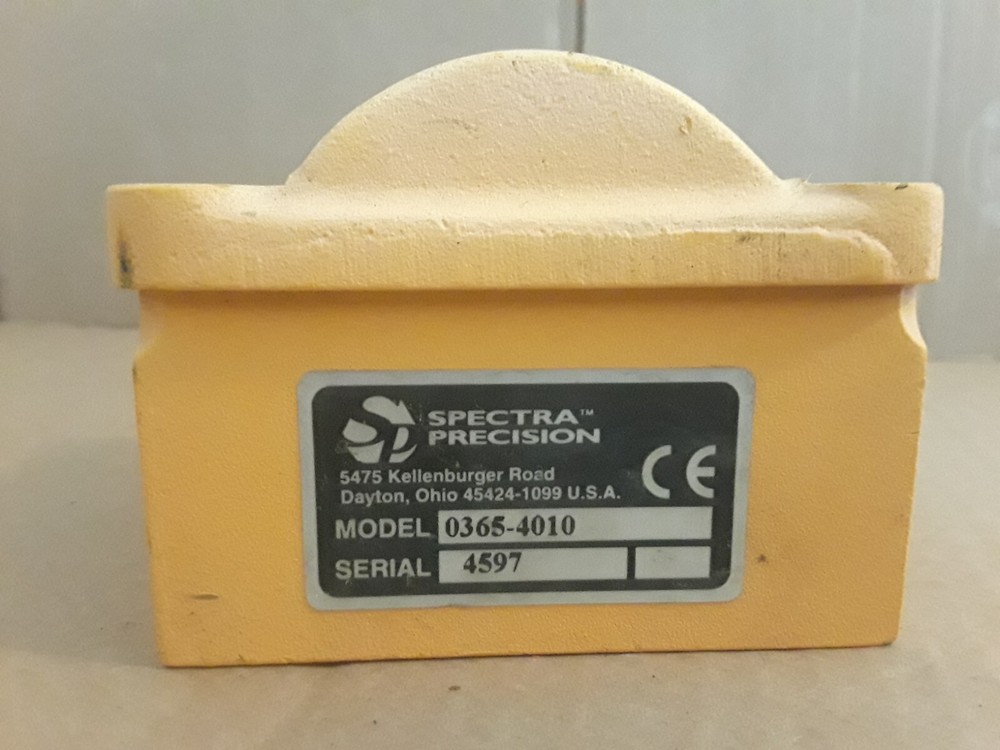 SPECTRA™
PRECISION
5475 Kellenburger Road
Dayton, Ohio 45424-1099 U.S.A.
CE
MODEL 0365-4010
SERIAL 4597